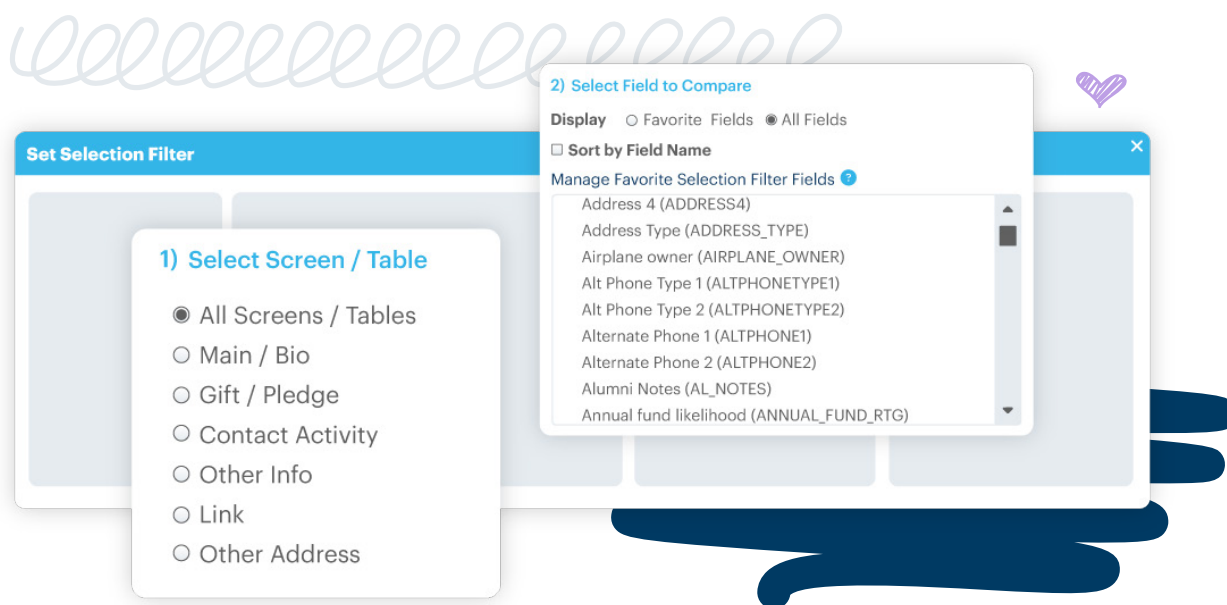 Set Selection Filter
1) Select Screen / Table
All Screens / Tables
Main / Bio
Gift / Pledge
Contact Activity
Other Info
Link
Other Address
2) Select Field to Compare
Display Favorite Fields All Fields
Sort by Field Name
Manage Favorite Selection Filter Fields ?
Address 4 (ADDRESS4)
Address Type (ADDRESS_TYPE)
Airplane owner (AIRPLANE_OWNER)
Alt Phone Type 1 (ALTPHONETYPE1)
Alt Phone Type 2 (ALTPHONETYPE2)
Alternate Phone 1 (ALTPHONE1)
Alternate Phone 2 (ALTPHONE2)
Alumni Notes (AL_NOTES)
Annual fund likelihood (ANNUAL_FUND_RTG)